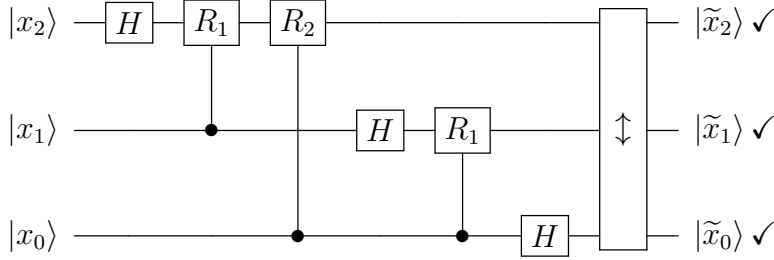 |x₂⟩ H R₁ R₂ |x̃₂⟩ ✓
|x₁⟩ H R₁ ↕ |x̃₁⟩ ✓
|x₀⟩ H |x̃₀⟩ ✓